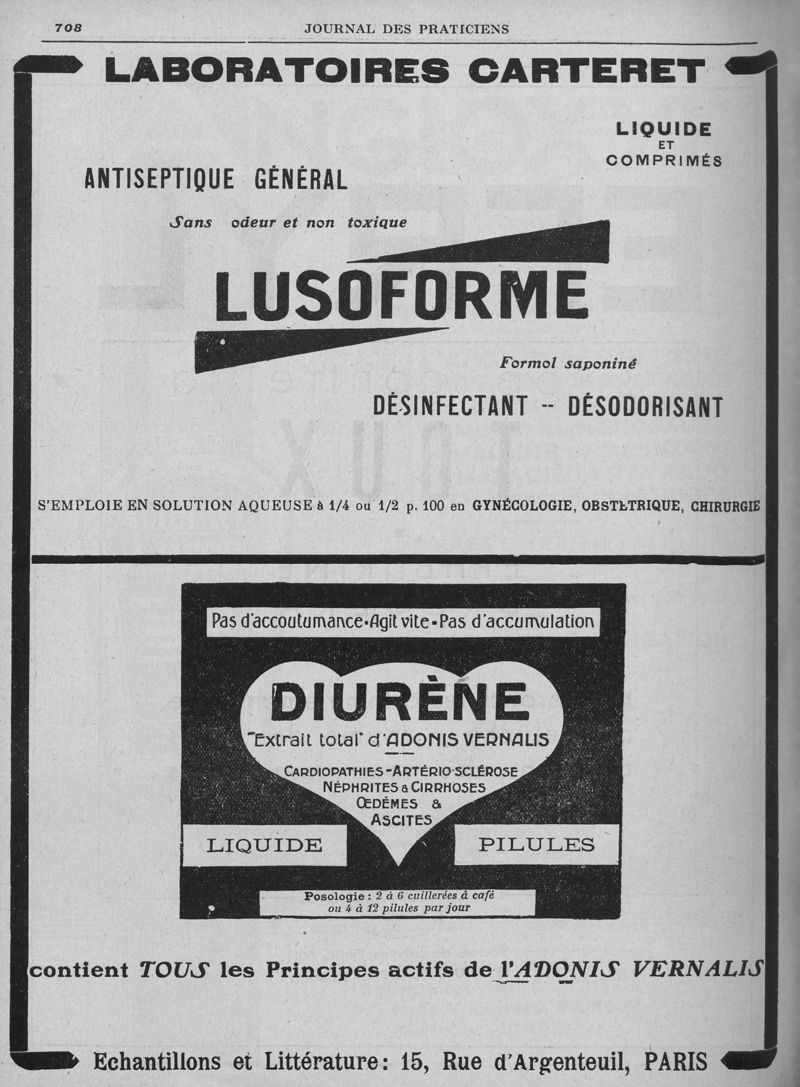 708
JOURNAL DES PRATICIENS
LABORATOIRES CARTERET
LIQUIDE
ET
COMPRIMÉS
ANTISEPTIQUE GÉNÉRAL
Sans odeur et non toxique
LUSOFORME
Formol saponiné
DÉSINFECTANT -- DÉSODORISANT
S'EMPLOIE EN SOLUTION AQUEUSE à 1/4 ou 1/2 p. 100 en GYNÉCOLOGIE, OBSTÉTRIQUE, CHIRURGIE
Pas d'accoutumance-Agit vite-Pas d'accumulation
DIURÈNE
"Extrait total" d'ADONIS VERNALIS
CARDIOPATHIES-ARTÉRIO-SCLÉROSE
NÉPHRITES & CIRRHOSES
ŒDÈMES &
ASCITES
LIQUIDE
PILULES
Posologie : 2 à 6 cuillerées à café
ou 4 à 12 pilules par jour
contient TOUS les Principes actifs de l'ADONIS VERNALIS
Echantillons et Littérature: 15, Rue d'Argenteuil, PARIS